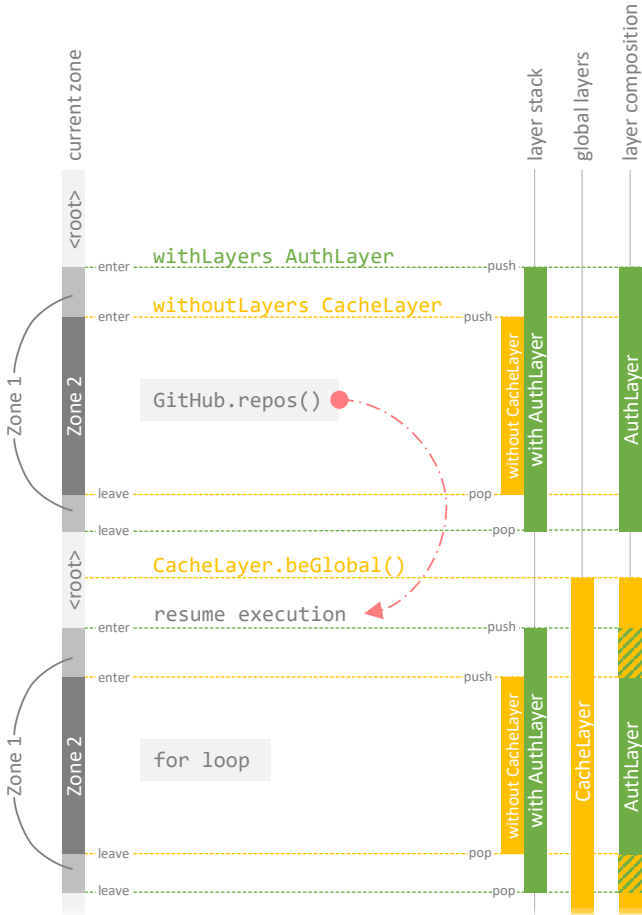 current zone
layer stack
global layers
layer composition
<root>
withLayers AuthLayer
enter
push
withoutLayers CacheLayer
enter
push
Zone 1
Zone 2
GitHub.repos()
without CacheLayer
with AuthLayer
AuthLayer
leave
pop
leave
pop
<root>
CacheLayer.beGlobal()
resume execution
enter
push
enter
push
Zone 1
Zone 2
for loop
without CacheLayer
with AuthLayer
CacheLayer
AuthLayer
leave
pop
leave
pop